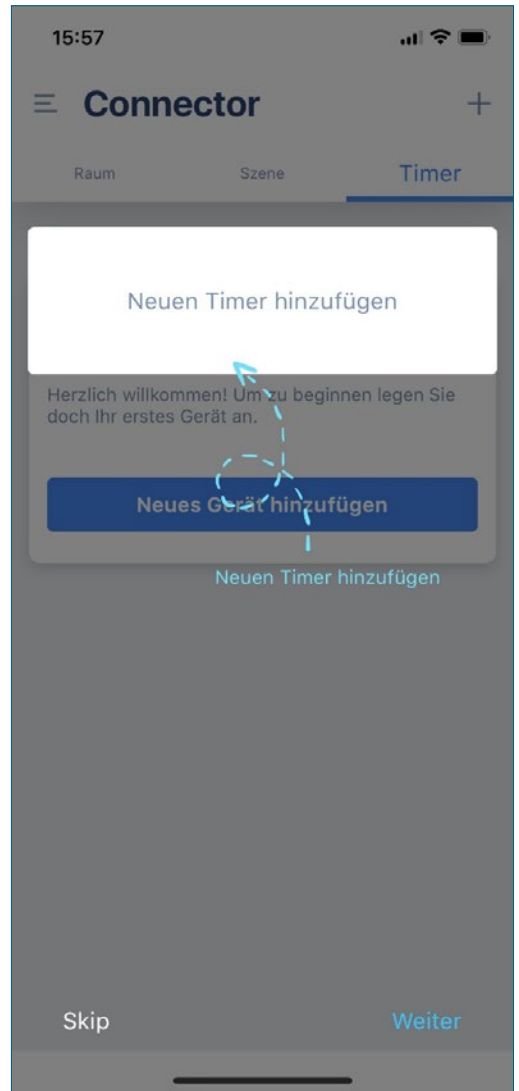 15:57
Connector
Raum Szene Timer
Neuen Timer hinzufügen
Herzlich willkommen! Um zu beginnen legen Sie
doch Ihr erstes Gerät an.
Neues Gerät hinzufügen
Neuen Timer hinzufügen
Skip Weiter